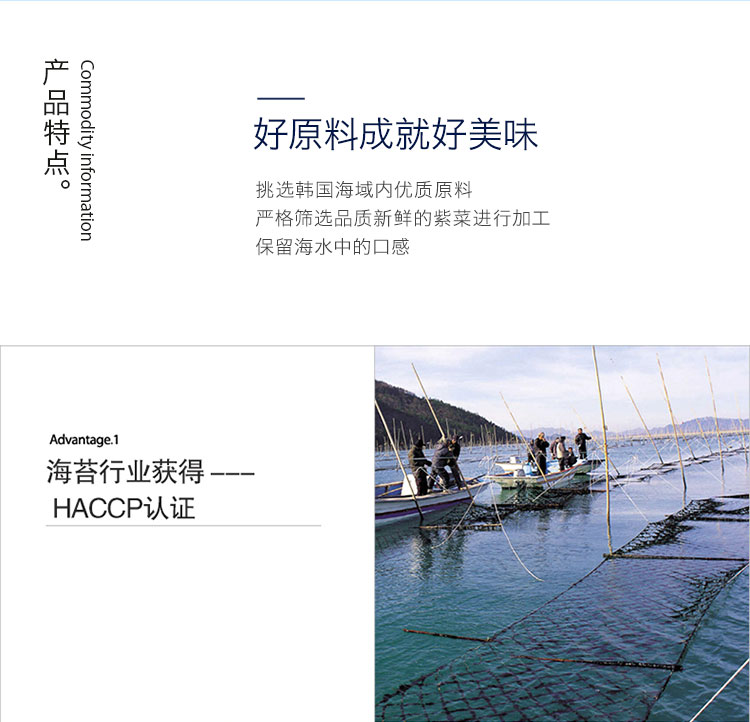 产品特点。
Commodity information
好原料成就好美味
挑选韩国海域内优质原料
严格筛选品质新鲜的紫菜进行加工
保留海水中的口感
Advantage.1
海苔行业获得 ---
HACCP认证